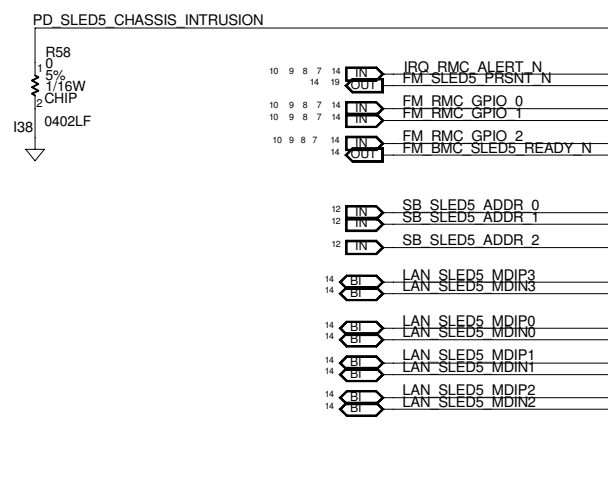 PD_SLED5_CHASSIS_INTRUSION
R58
1 0
5%
1/16W
2 CHIP
I38 0402LF
10 9 8 7 14 IN IRQ_RMC_ALERT_N
14 19 OUT FM_SLED5_PRSNT_N
10 9 8 7 14 IN FM_RMC_GPIO_0
10 9 8 7 14 IN FM_RMC_GPIO_1
10 9 8 7 14 IN FM_RMC_GPIO_2
14 OUT FM_BMC_SLED5_READY_N
12 IN SB_SLED5_ADDR_0
12 IN SB_SLED5_ADDR_1
12 IN SB_SLED5_ADDR_2
14 BI LAN_SLED5_MDIP3
14 BI LAN_SLED5_MDIN3
14 BI LAN_SLED5_MDIP0
14 BI LAN_SLED5_MDIN0
14 BI LAN_SLED5_MDIP1
14 BI LAN_SLED5_MDIN1
14 BI LAN_SLED5_MDIP2
14 BI LAN_SLED5_MDIN2